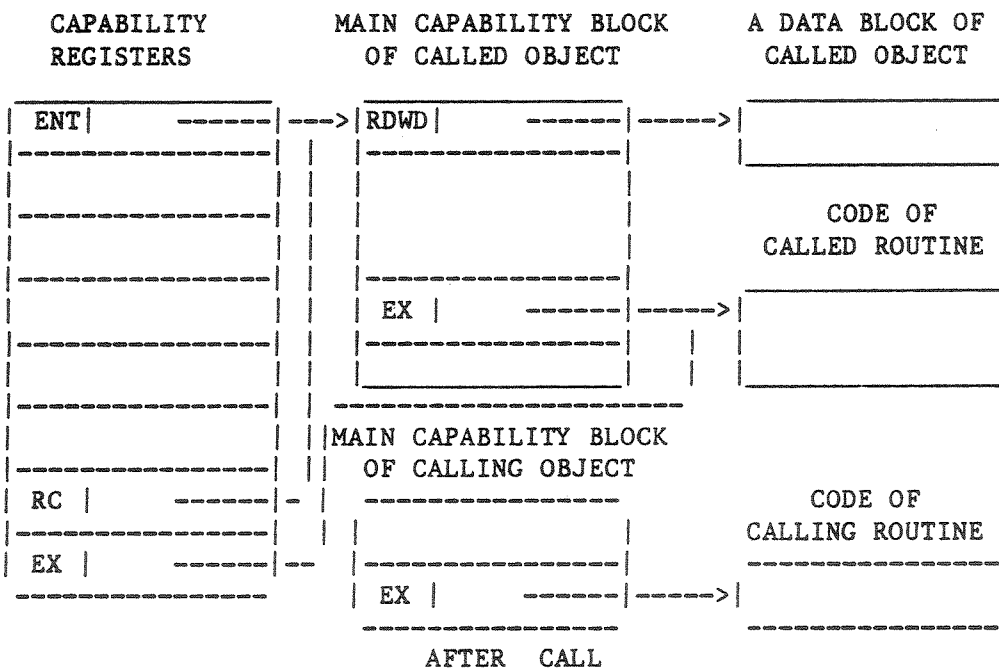 CAPABILITY REGISTERS
MAIN CAPABILITY BLOCK OF CALLED OBJECT
A DATA BLOCK OF CALLED OBJECT
ENT
RDWD
CODE OF CALLED ROUTINE
EX
MAIN CAPABILITY BLOCK OF CALLING OBJECT
RC
CODE OF CALLING ROUTINE
EX
EX
AFTER CALL